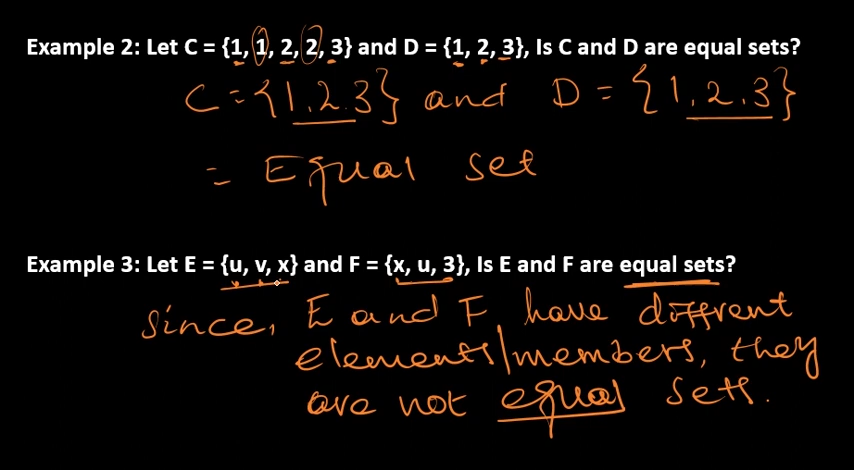 Example 2: Let C = {1, 1, 2, 2, 3} and D = {1, 2, 3}, Is C and D are equal sets?
C = {1.2.3} and D = {1.2.3}
= Equal set
Example 3: Let E = {u, v, x} and F = {x, u, 3}, Is E and F are equal sets?
since, E and F, have different
elements/members, they
are not equal sets.